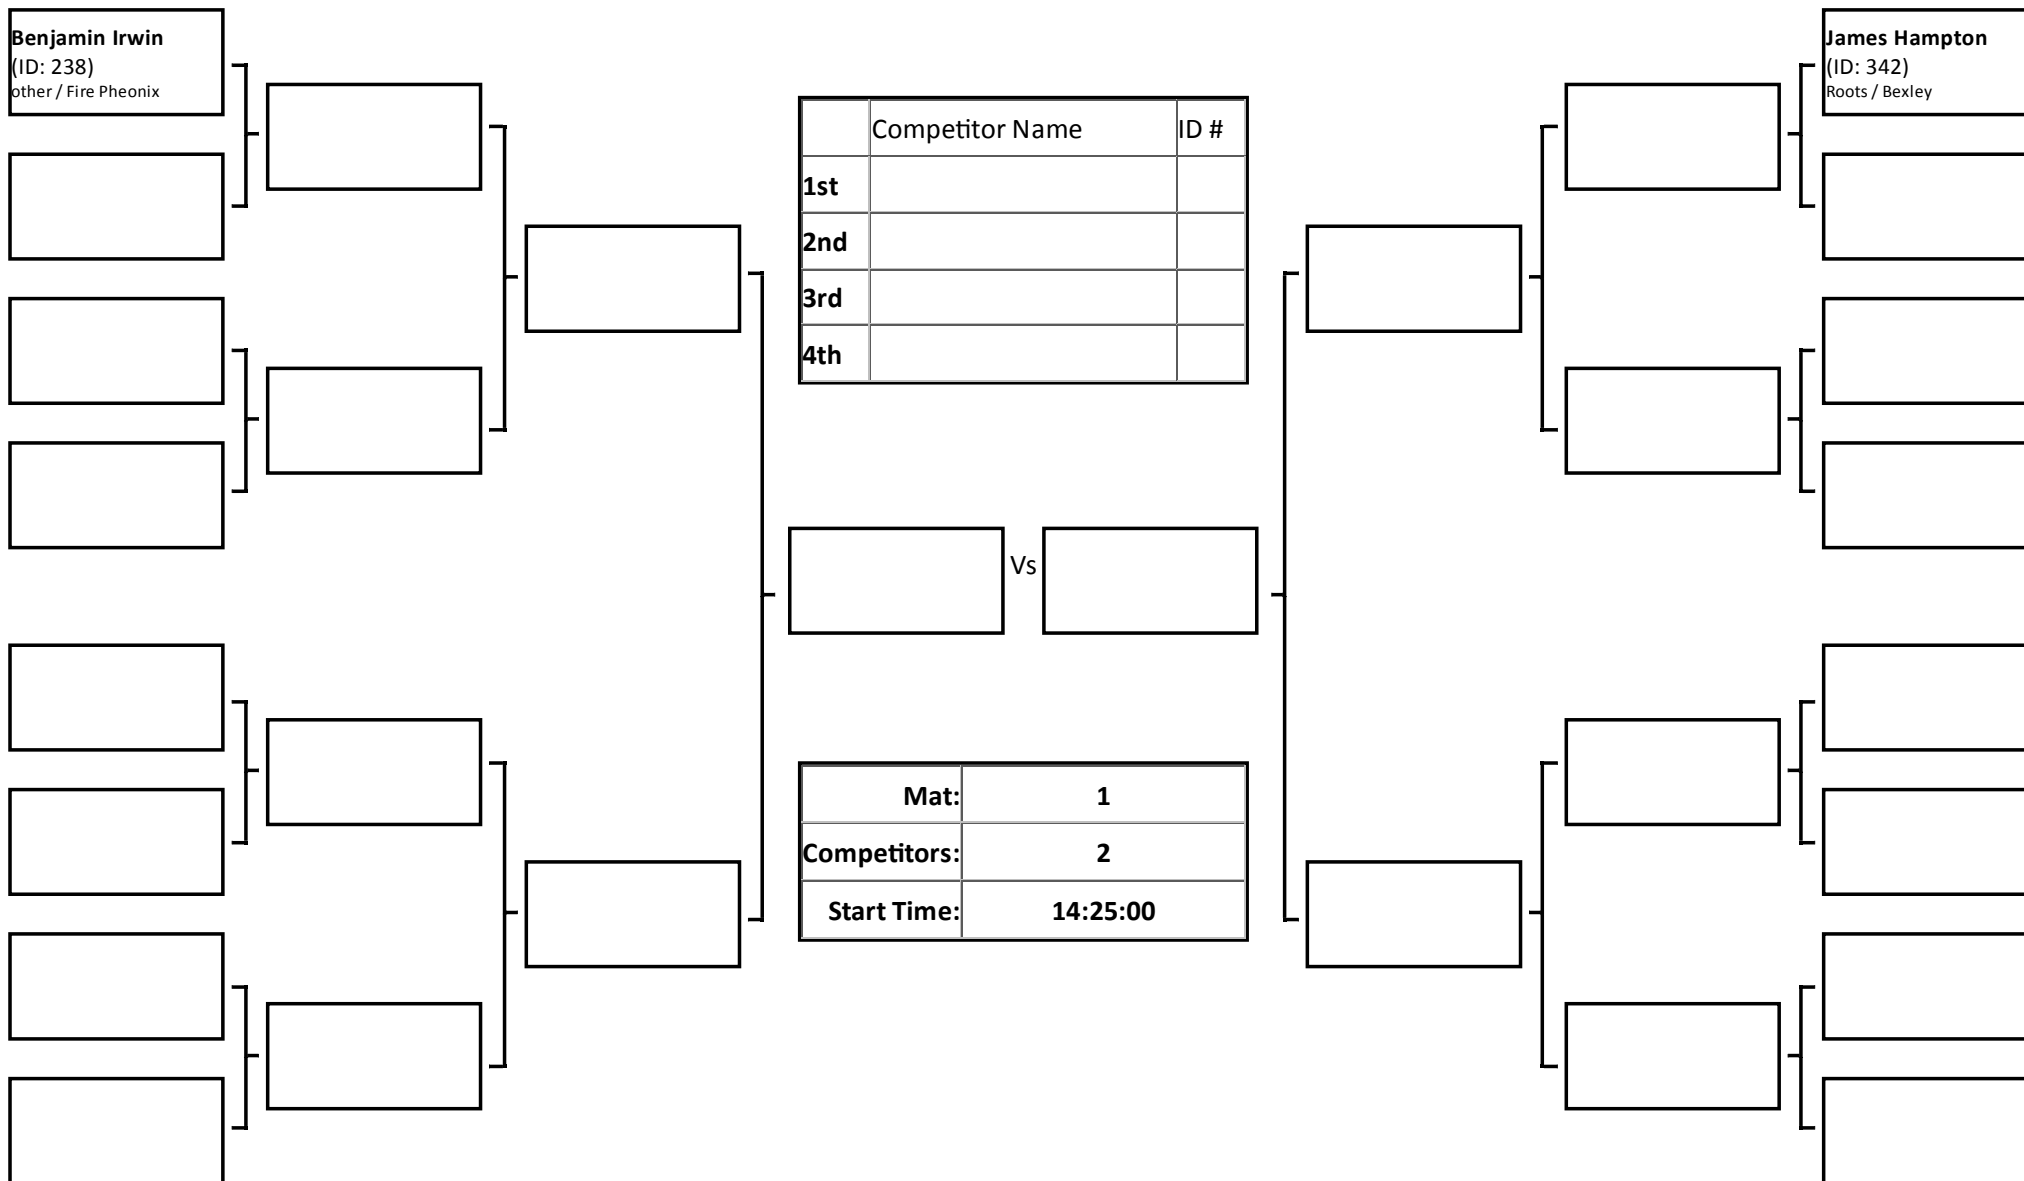 Benjamin Irwin
(ID: 238)
other / Fire Pheonix
James Hampton
(ID: 342)
Roots / Bexley
Competitor Name ID #
1st
2nd
3rd
4th
Vs
Mat: 1
Competitors: 2
Start Time: 14:25:00